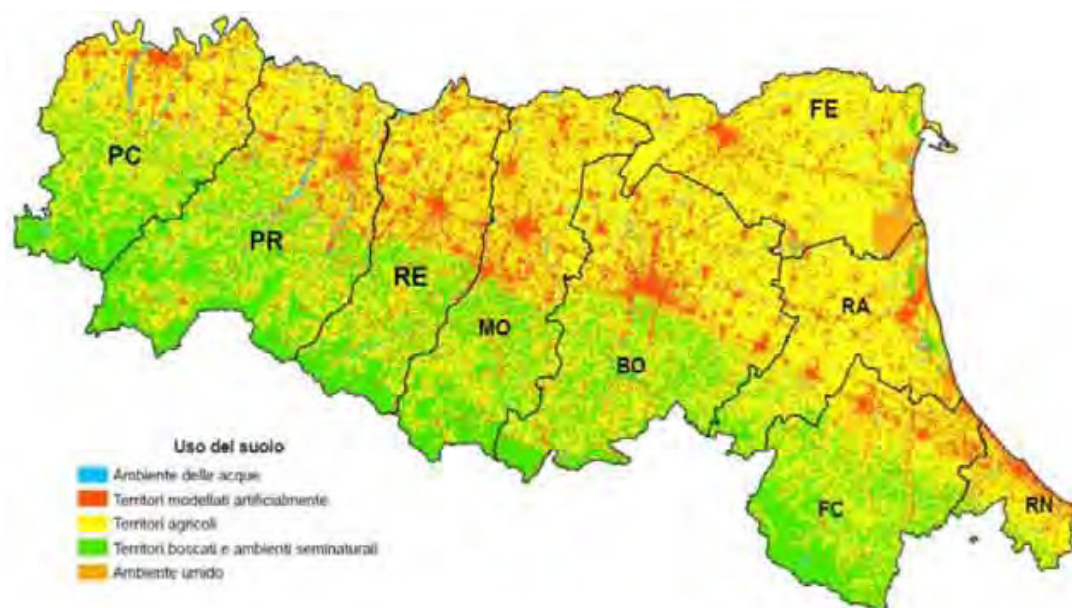 FE
PC
PR
RE
RA
MO
BO
FC
RN
Uso del suolo
Ambiente delle acque
Territori modellati artificialmente
Territori agricoli
Territori boscati e ambienti seminaturali
Ambiente umido